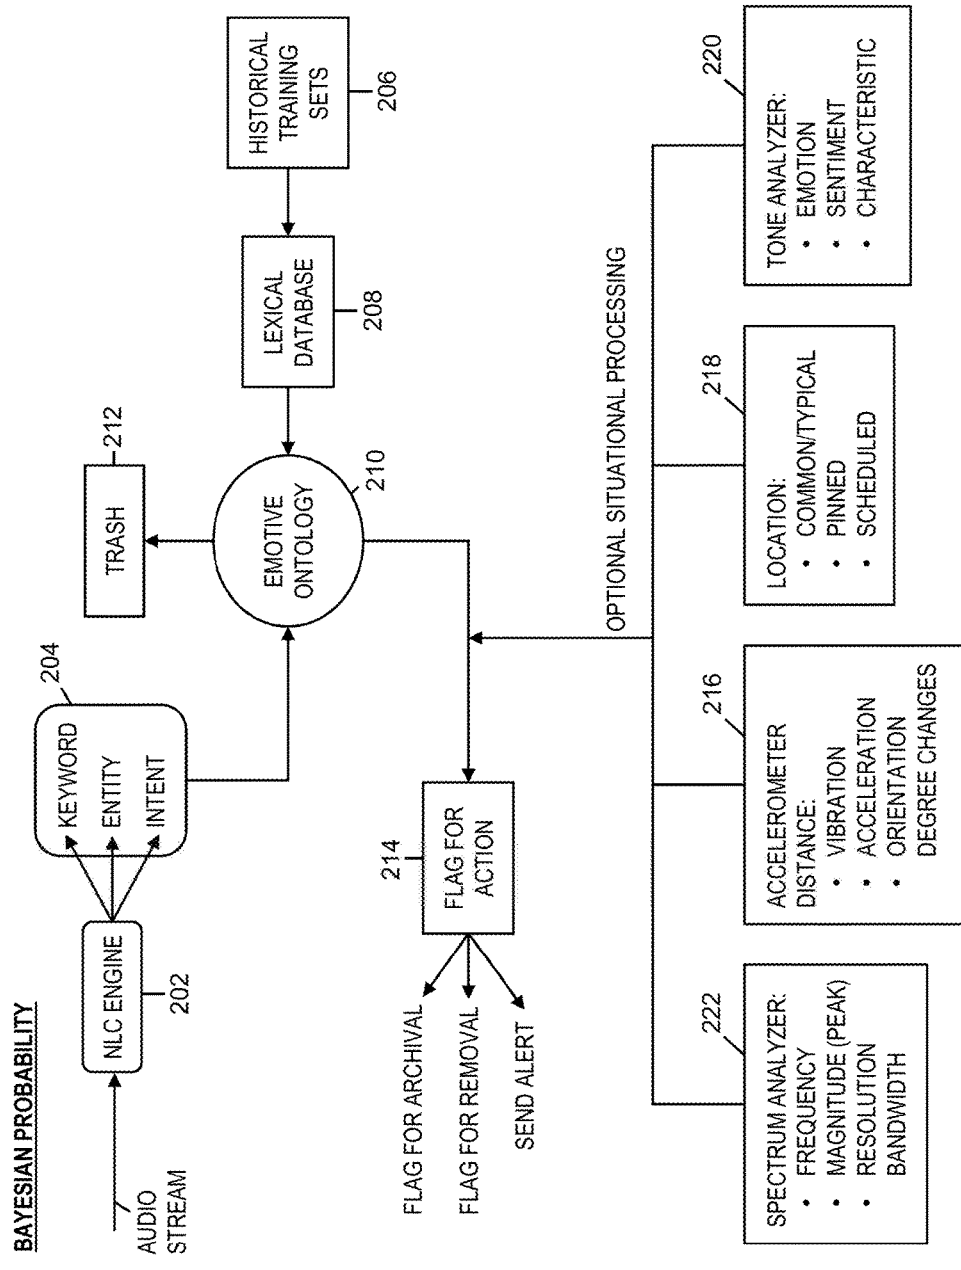 BAYESIAN PROBABILITY
AUDIO
STREAM
NLC ENGINE
202
204
KEYWORD
ENTITY
INTENT
TRASH
212
EMOTIVE
ONTOLOGY
210
LEXICAL
DATABASE
208
HISTORICAL
TRAINING
SETS
206
FLAG FOR ARCHIVAL
FLAG FOR REMOVAL
SEND ALERT
214
FLAG FOR
ACTION
OPTIONAL SITUATIONAL PROCESSING
222
SPECTRUM ANALYZER:
• FREQUENCY
• MAGNITUDE (PEAK)
• RESOLUTION
BANDWIDTH
216
ACCELEROMETER
DISTANCE:
• VIBRATION
• ACCELERATION
• ORIENTATION
DEGREE CHANGES
218
LOCATION:
• COMMON/TYPICAL
• PINNED
• SCHEDULED
220
TONE ANALYZER:
• EMOTION
• SENTIMENT
• CHARACTERISTIC